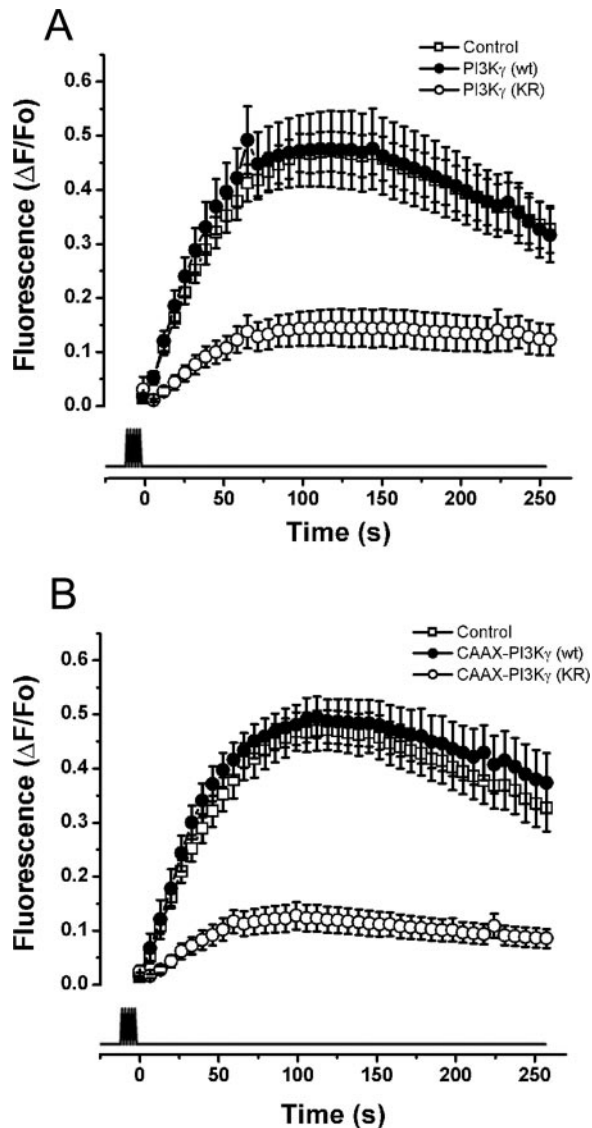 A
Control
PI3Kγ (wt)
PI3Kγ (KR)
Fluorescence (ΔF/Fo)
0.6
0.5
0.4
0.3
0.2
0.1
0.0
0 50 100 150 200 250
Time (s)
B
Control
CAAX-PI3Kγ (wt)
CAAX-PI3Kγ (KR)
Fluorescence (ΔF/Fo)
0.6
0.5
0.4
0.3
0.2
0.1
0.0
0 50 100 150 200 250
Time (s)